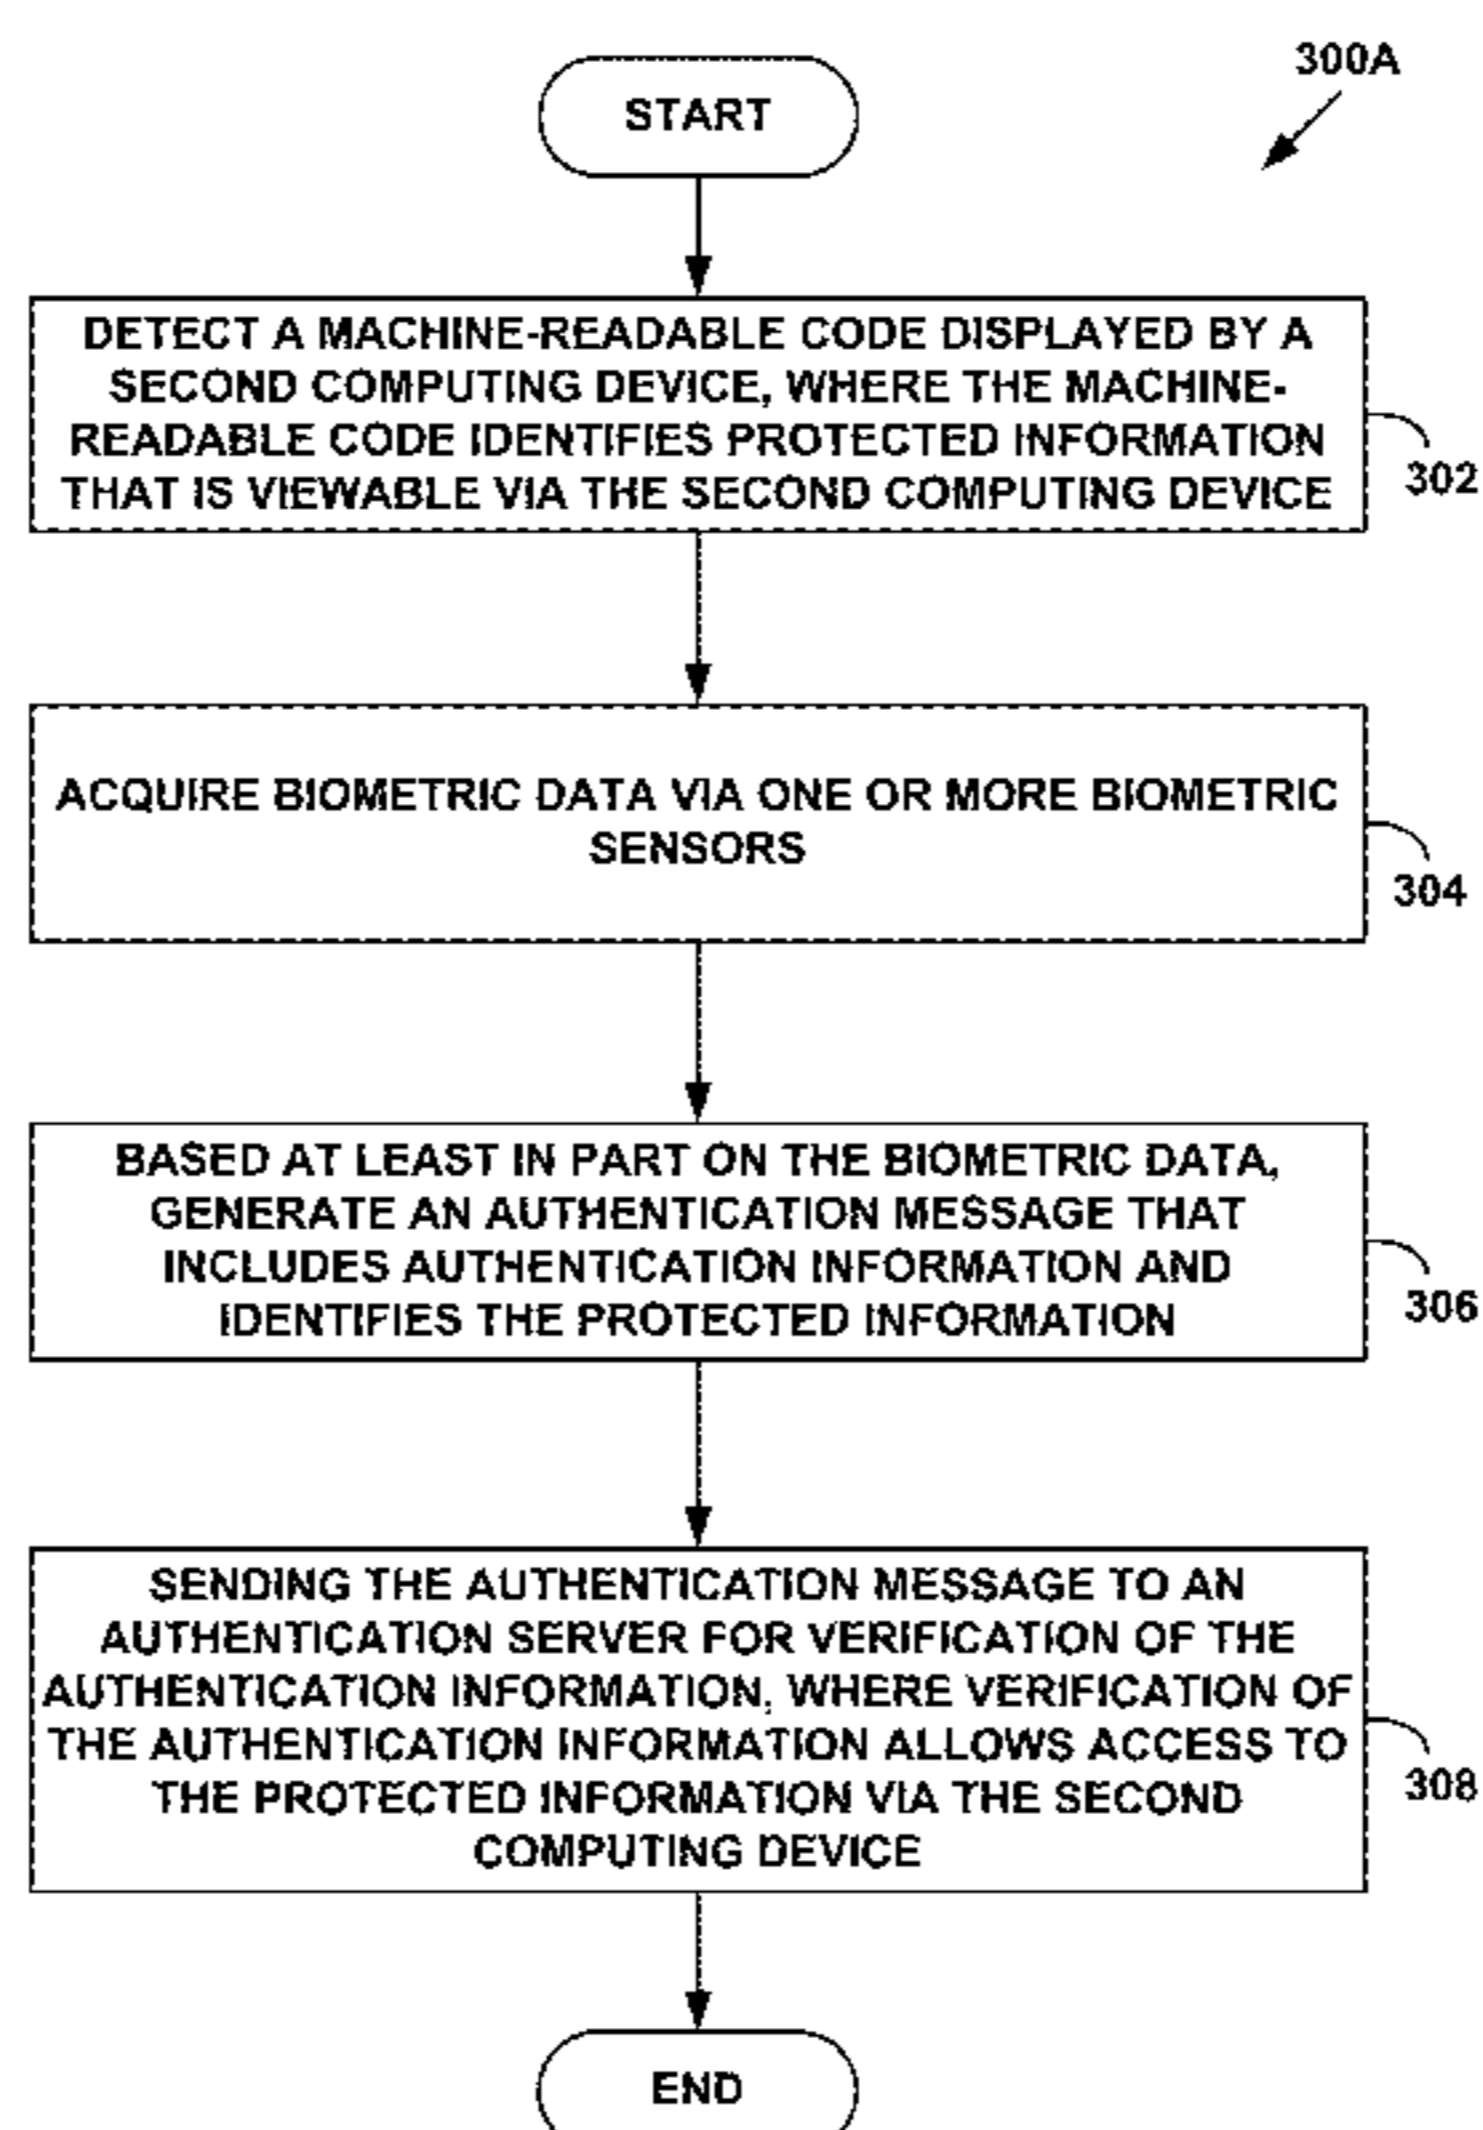 300A
START
DETECT A MACHINE-READABLE CODE DISPLAYED BY A
SECOND COMPUTING DEVICE, WHERE THE MACHINE-
READABLE CODE IDENTIFIES PROTECTED INFORMATION
THAT IS VIEWABLE VIA THE SECOND COMPUTING DEVICE
302
ACQUIRE BIOMETRIC DATA VIA ONE OR MORE BIOMETRIC
SENSORS
304
BASED AT LEAST IN PART ON THE BIOMETRIC DATA,
GENERATE AN AUTHENTICATION MESSAGE THAT
INCLUDES AUTHENTICATION INFORMATION AND
IDENTIFIES THE PROTECTED INFORMATION
306
SENDING THE AUTHENTICATION MESSAGE TO AN
AUTHENTICATION SERVER FOR VERIFICATION OF THE
AUTHENTICATION INFORMATION, WHERE VERIFICATION OF
THE AUTHENTICATION INFORMATION ALLOWS ACCESS TO
THE PROTECTED INFORMATION VIA THE SECOND
COMPUTING DEVICE
308
END